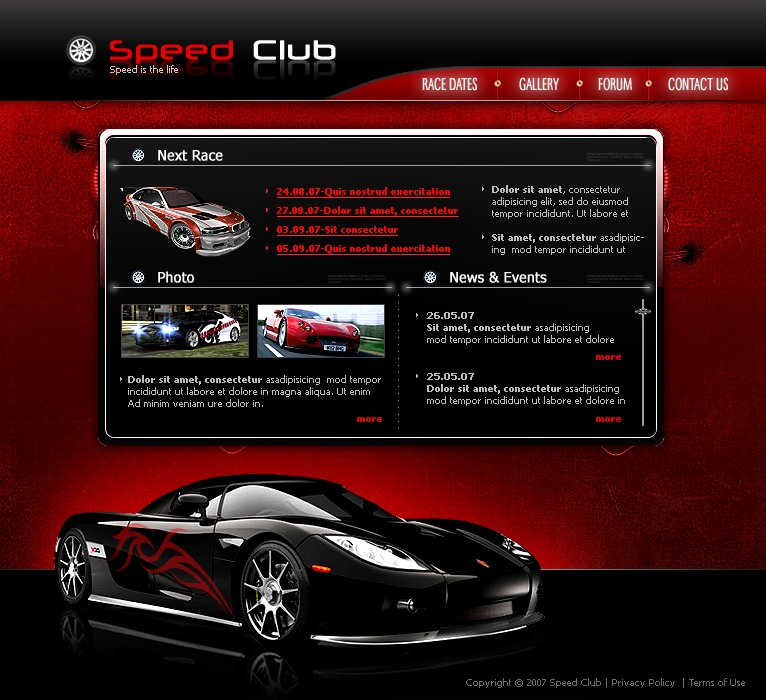 Speed Club
Speed is the life
RACE DATES
GALLERY
FORUM
CONTACT US
Next Race
24.08.07-Quis nostrud exercitation
27.08.07-Dolor sit amet, consectetur
03.09.07-Sit consectetur
05.09.07-Quis nostrud exercitation
Dolor sit amet, consectetur
adipisicing elit, sed do eiusmod
tempor incididunt. Ut labore et
Sit amet, consectetur asadipisic-
ing mod tempor incididunt ut
Photo
Dolor sit amet, consectetur asadipisicing mod tempor
incididunt ut labore et dolore in magna aliqua. Ut enim
Ad minim veniam ure dolor in.
more
News & Events
26.05.07
Sit amet, consectetur asadipisicing
mod tempor incididunt ut labore et dolore
more
25.05.07
Dolor sit amet, consectetur asadipisicing
mod tempor incididunt ut labore et dolore in
more
Copyright © 2007 Speed Club | Privacy Policy | Terms of Use